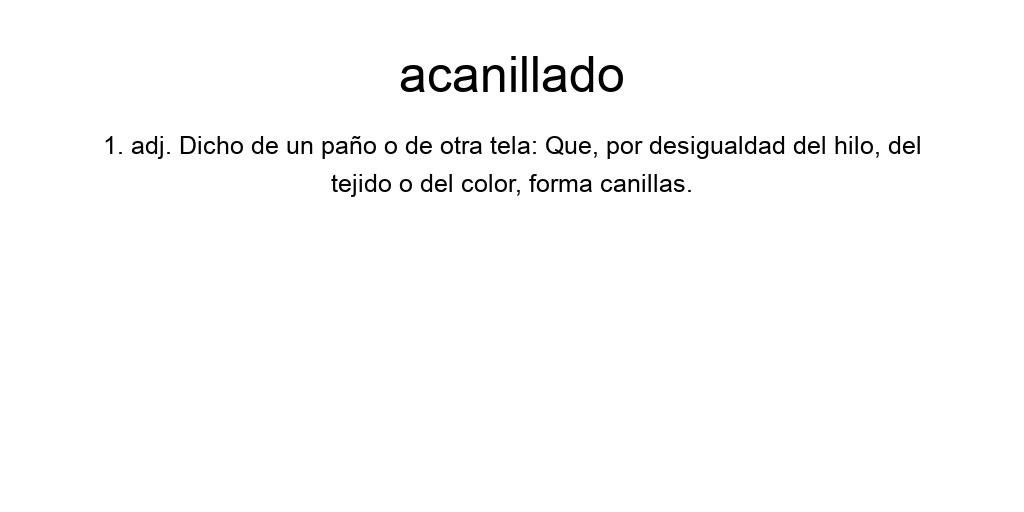 acanillado
1. adj. Dicho de un paño o de otra tela: Que, por desigualdad del hilo, del
tejido o del color, forma canillas.